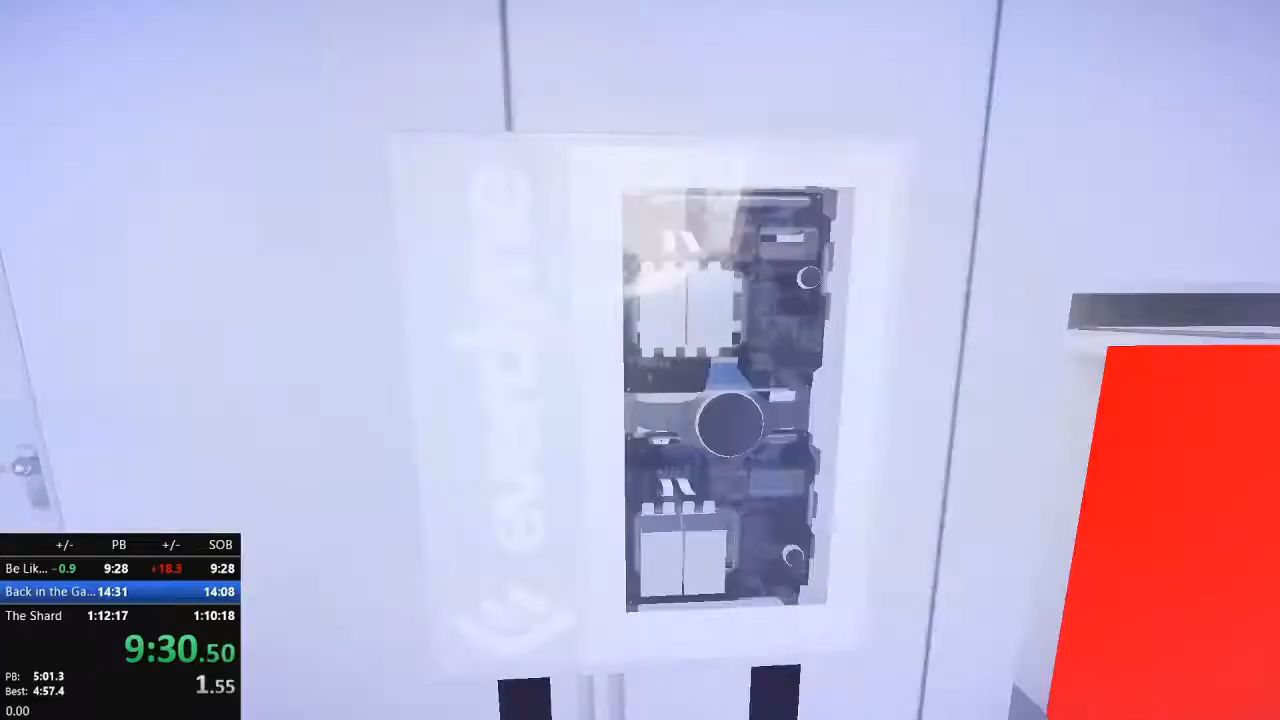 +/- PB +/- SOB
Be Lik... -0.9 9:28 +18.3 9:28
Back in the Ga... 14:31 14:08
The Shard 1:12:17 1:10:18
9:30.50
PB: 5:01.3
Best: 4:57.4
1.55
0.00